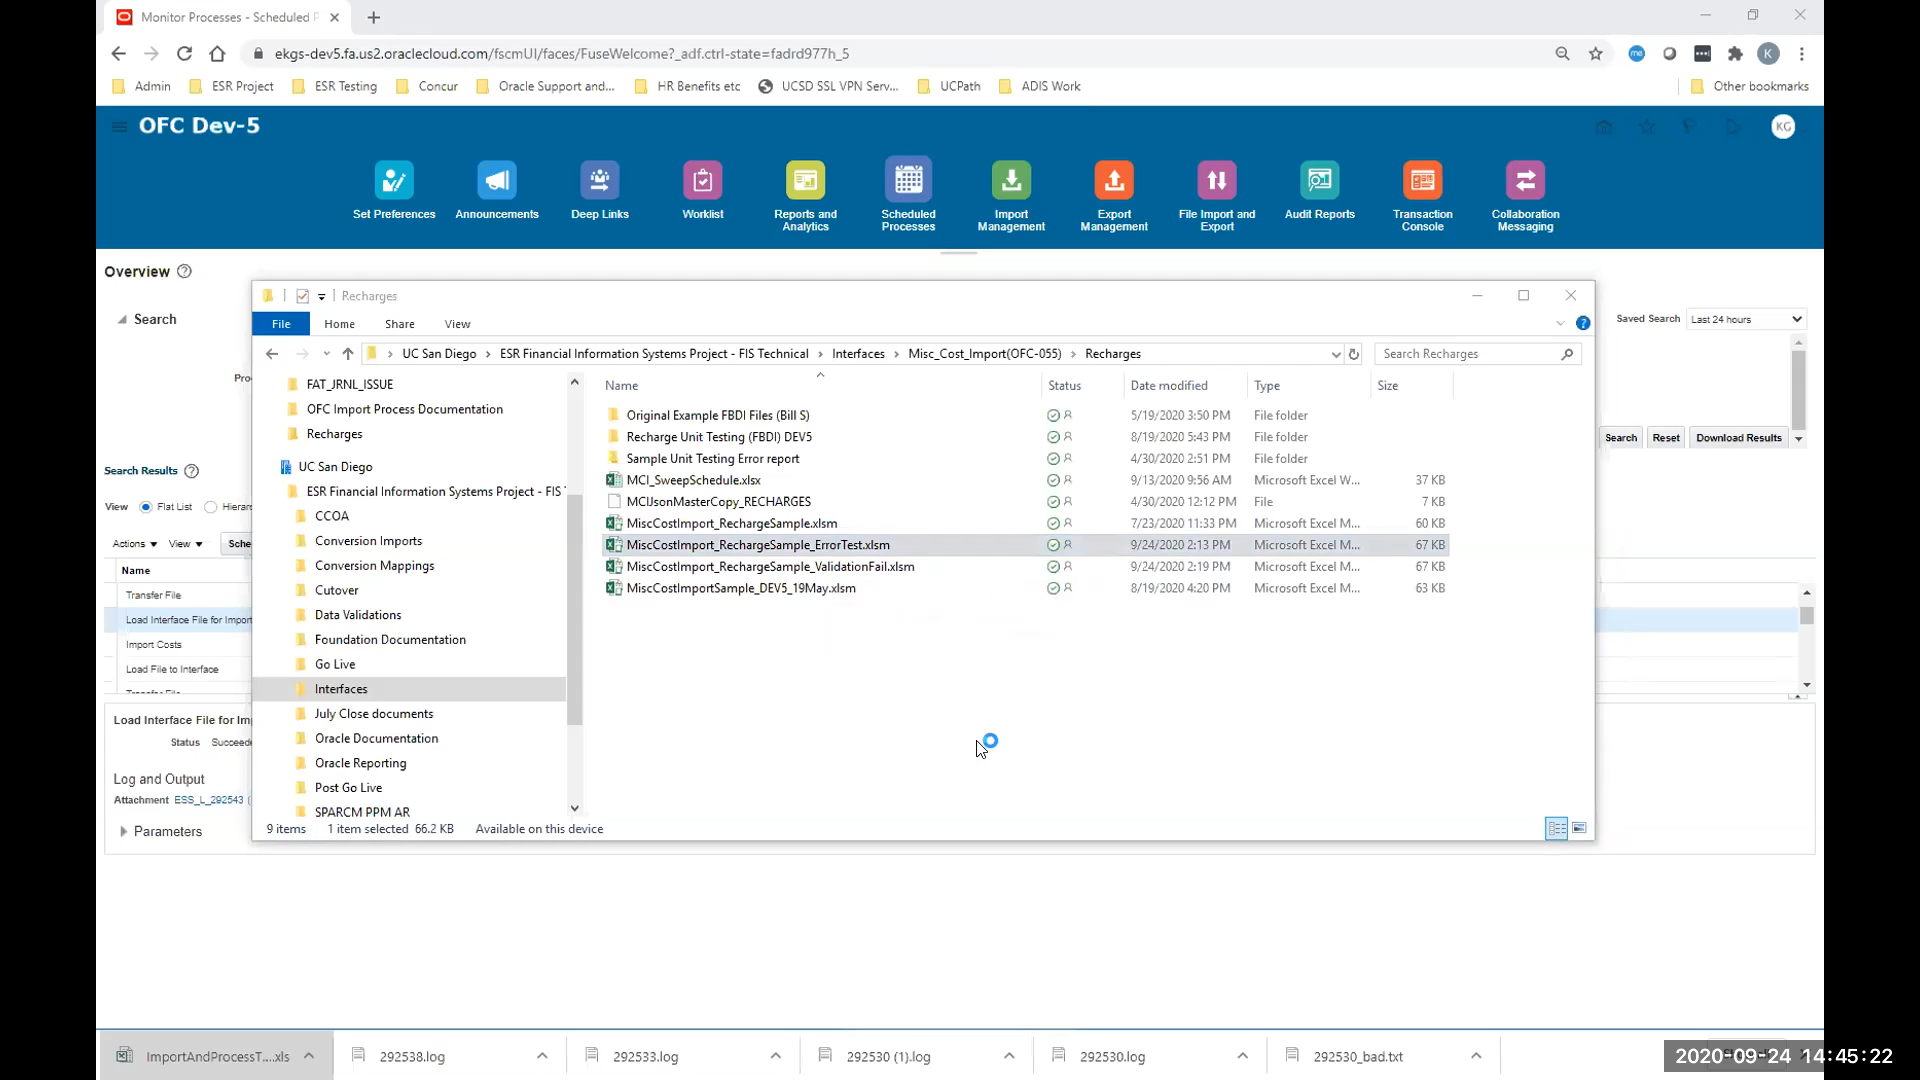 Monitor Processes - Scheduled P
ekgs-dev5.fa.us2.oraclecloud.com/fscmUI/faces/FuseWelcome?_adf.ctrl-state=fadrd977h_5
K
Admin
ESR Project
ESR Testing
Concur
Oracle Support and...
HR Benefits etc
UCSD SSL VPN Serv...
UCPath
ADIS Work
Other bookmarks
OFC Dev-5
KG
Set Preferences
Announcements
Deep Links
Worklist
Reports and Analytics
Scheduled Processes
Import Management
Export Management
File Import and Export
Audit Reports
Transaction Console
Collaboration Messaging
Overview
Search
Saved Search Last 24 hours
Search Reset Download Results
Search Results
View Flat List
Actions View
Name
Transfer File
Load Interface File for Import
Import Costs
Load File to Interface
Transfer File
Status
Log and Output
Attachment ESS_L_292543 (
Parameters
Recharges
File Home Share View
UC San Diego > ESR Financial Information Systems Project - FIS Technical > Interfaces > Misc_Cost_Import(OFC-055) > Recharges
Search Recharges
FAT_JRNL_ISSUE
OFC Import Process Documentation
Recharges
UC San Diego
ESR Financial Information Systems Project - FIS
CCOA
Conversion Imports
Conversion Mappings
Cutover
Data Validations
Foundation Documentation
Go Live
Interfaces
July Close documents
Oracle Documentation
Oracle Reporting
Post Go Live
SPARCM PPM AR
Name Status Date modified Type Size
Original Example FBDI Files (Bill S) 5/19/2020 3:50 PM File folder
Recharge Unit Testing (FBDI) DEV5 8/19/2020 5:43 PM File folder
Sample Unit Testing Error report 4/30/2020 2:51 PM File folder
MCI_SweepSchedule.xlsx 9/13/2020 9:56 AM Microsoft Excel W... 37 KB
MCIJsonMasterCopy_RECHARGES 4/30/2020 12:12 PM File 7 KB
MiscCostImport_RechargeSample.xlsm 7/23/2020 11:33 PM Microsoft Excel M... 60 KB
MiscCostImport_RechargeSample_ErrorTest.xlsm 9/24/2020 2:13 PM Microsoft Excel M... 67 KB
MiscCostImport_RechargeSample_ValidationFail.xlsm 9/24/2020 2:19 PM Microsoft Excel M... 67 KB
MiscCostImportSample_DEV5_19May.xlsm 8/19/2020 4:20 PM Microsoft Excel M... 63 KB
9 items 1 item selected 66.2 KB Available on this device
ImportAndProcessT....xls
292538.log
292533.log
292530 (1).log
292530.log
292530_bad.txt
2020-09-24 14:45:22